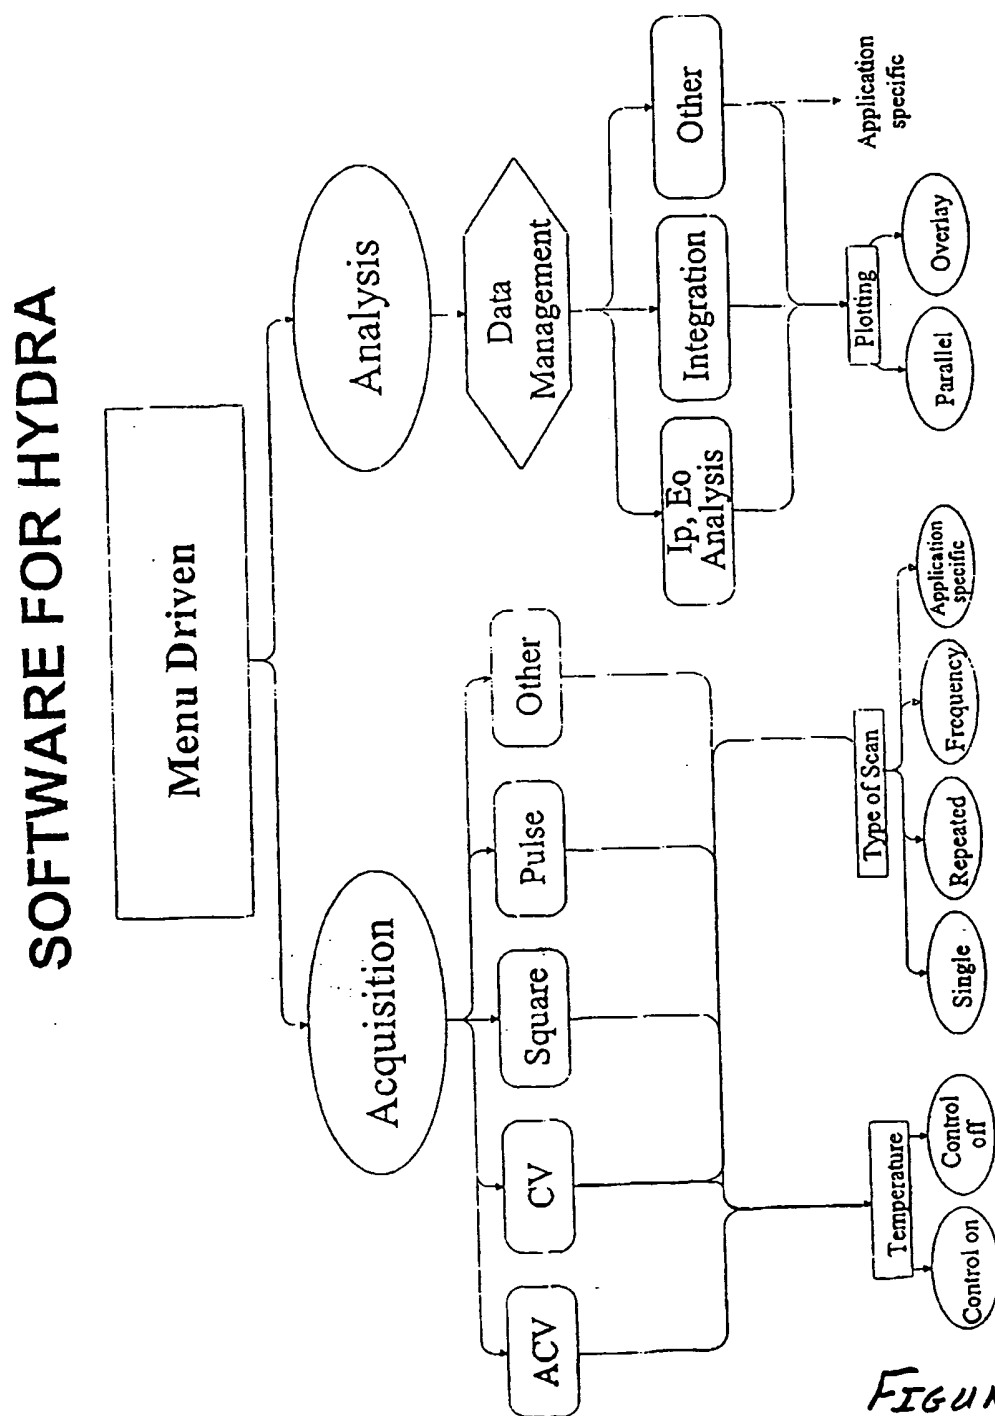 SOFTWARE FOR HYDRA
Menu Driven
Acquisition
Analysis
Data
Management
ACV
CV
Square
Pulse
Other
Ip, Eo
Analysis
Integration
Other
Temperature
Control on
Control
off
Type of Scan
Single
Repeated
Frequency
Application
specific
Plotting
Parallel
Overlay
Application
specific